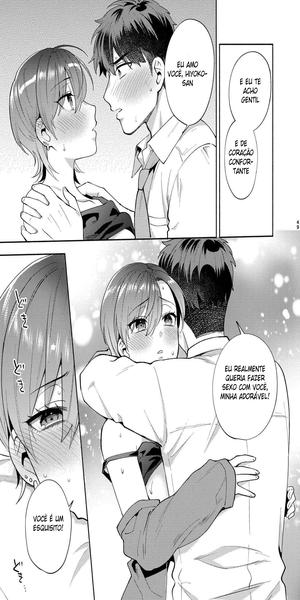 E EU TE
ACHO
GENTIL
E DE
CORAÇÃO
CONFOR-
TANTE
EU AMO
VOCÊ, HIYOKO-
SAN
49
EU REALMENTE
QUERIA FAZER
SEXO COM VOCÊ,
MINHA ADORÁVEL!
VOCÊ É UM
ESQUISITO!